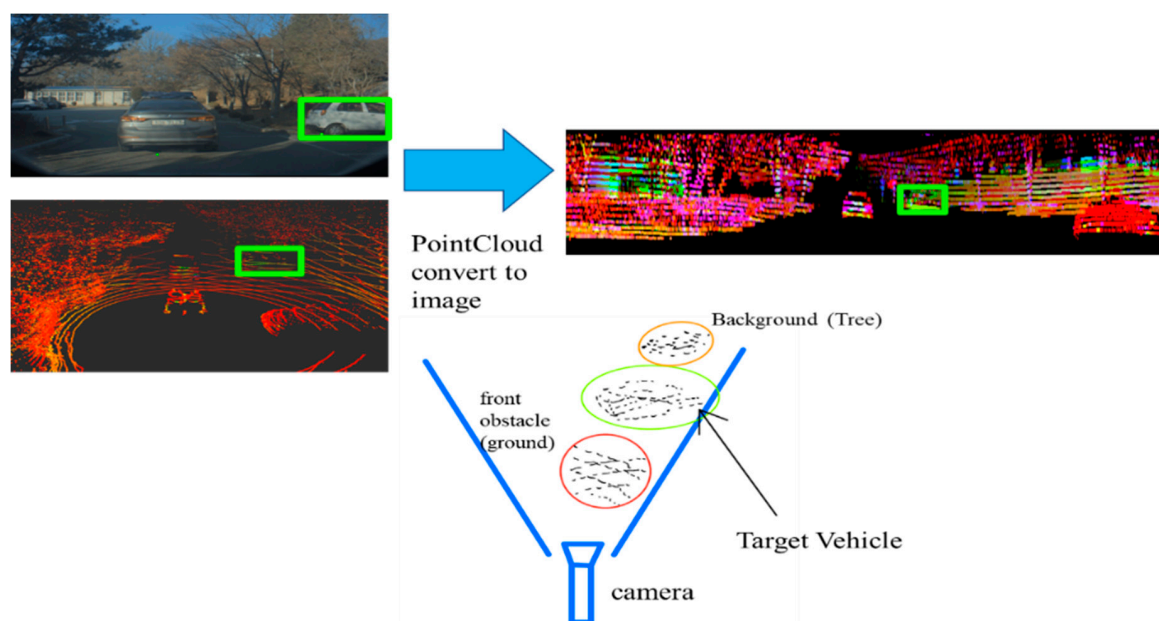 PointCloud
convert to
image
Background (Tree)
front
obstacle
(ground)
Target Vehicle
camera